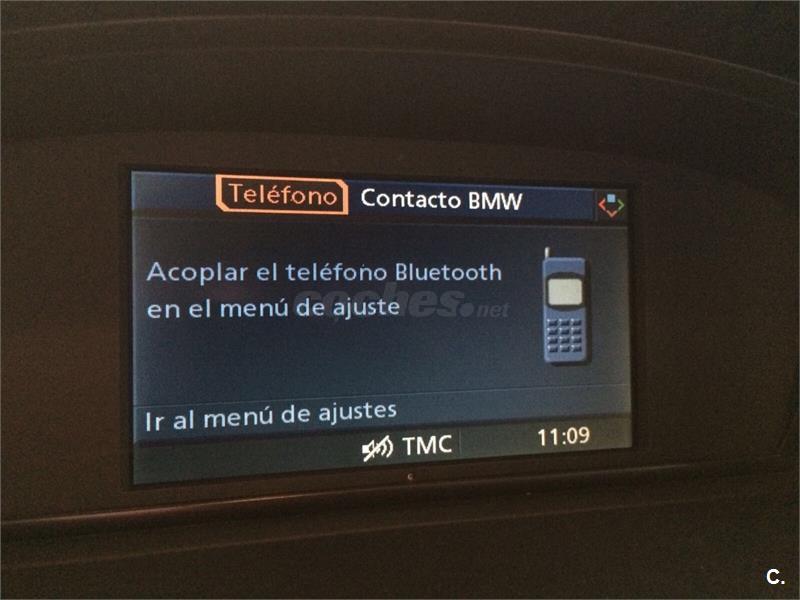 Teléfono Contacto BMW
Acoplar el teléfono Bluetooth
en el menú de ajuste
coches.net
Ir al menú de ajustes
TMC 11:09
C.